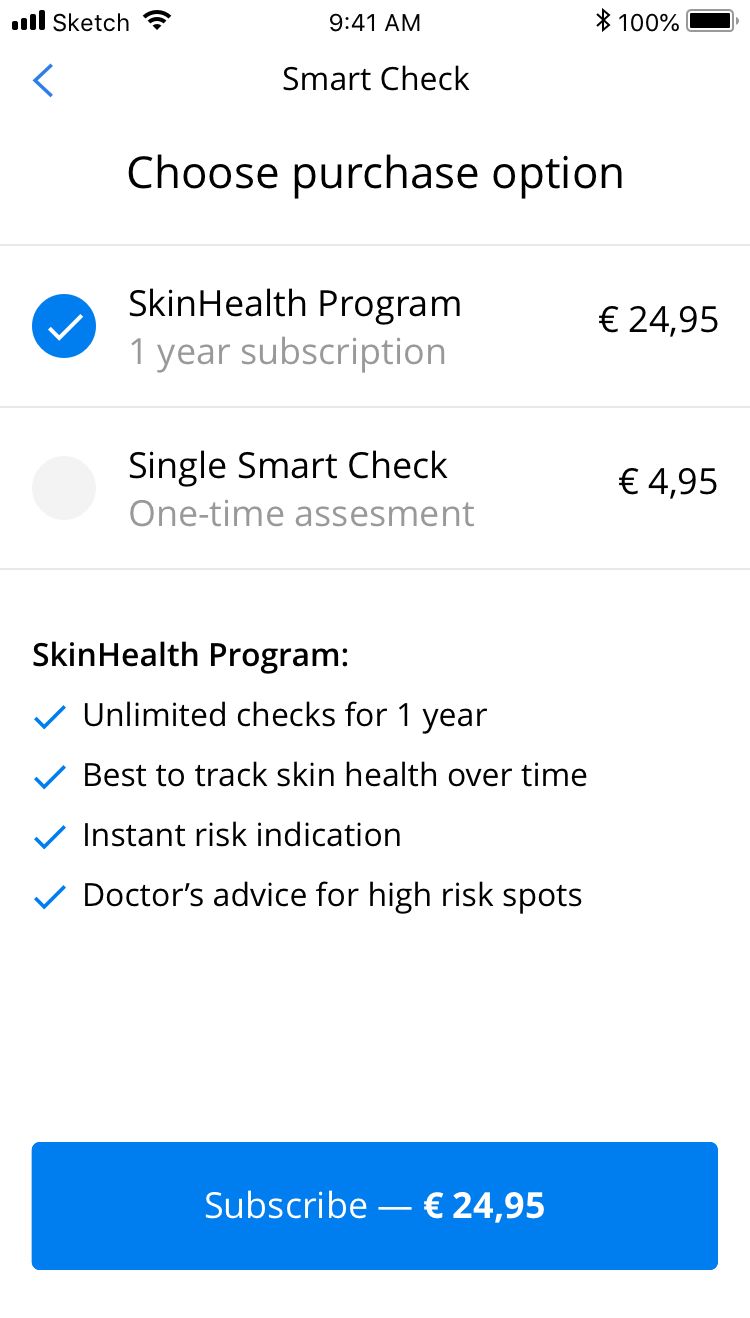 Sketch 9:41 AM 100%
Smart Check
Choose purchase option
SkinHealth Program
1 year subscription
€ 24,95
Single Smart Check
One-time assesment
€ 4,95
SkinHealth Program:
Unlimited checks for 1 year
Best to track skin health over time
Instant risk indication
Doctor’s advice for high risk spots
Subscribe — € 24,95